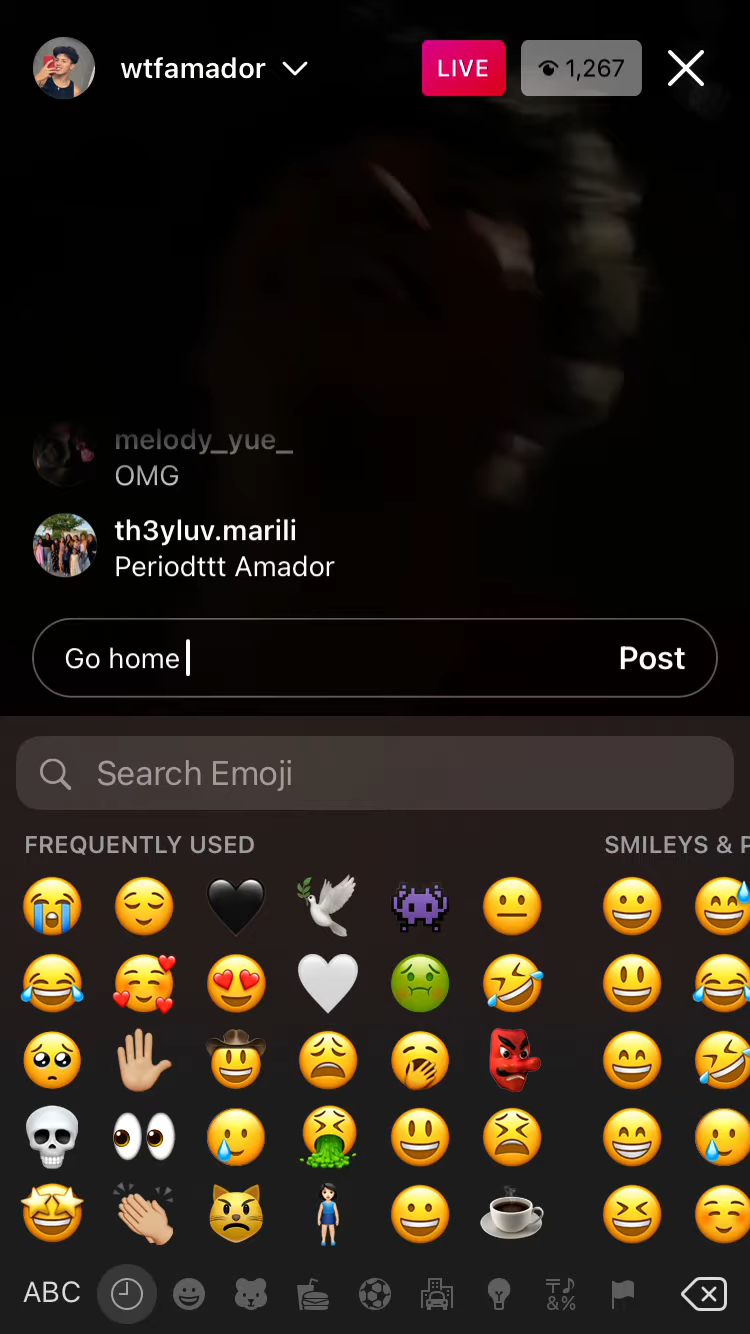 wtfamador
LIVE
1,267
melody_yue_
OMG
th3yluv.marili
Periodttt Amador
Go home
Post
Search Emoji
FREQUENTLY USED
SMILEYS & P
ABC
&%